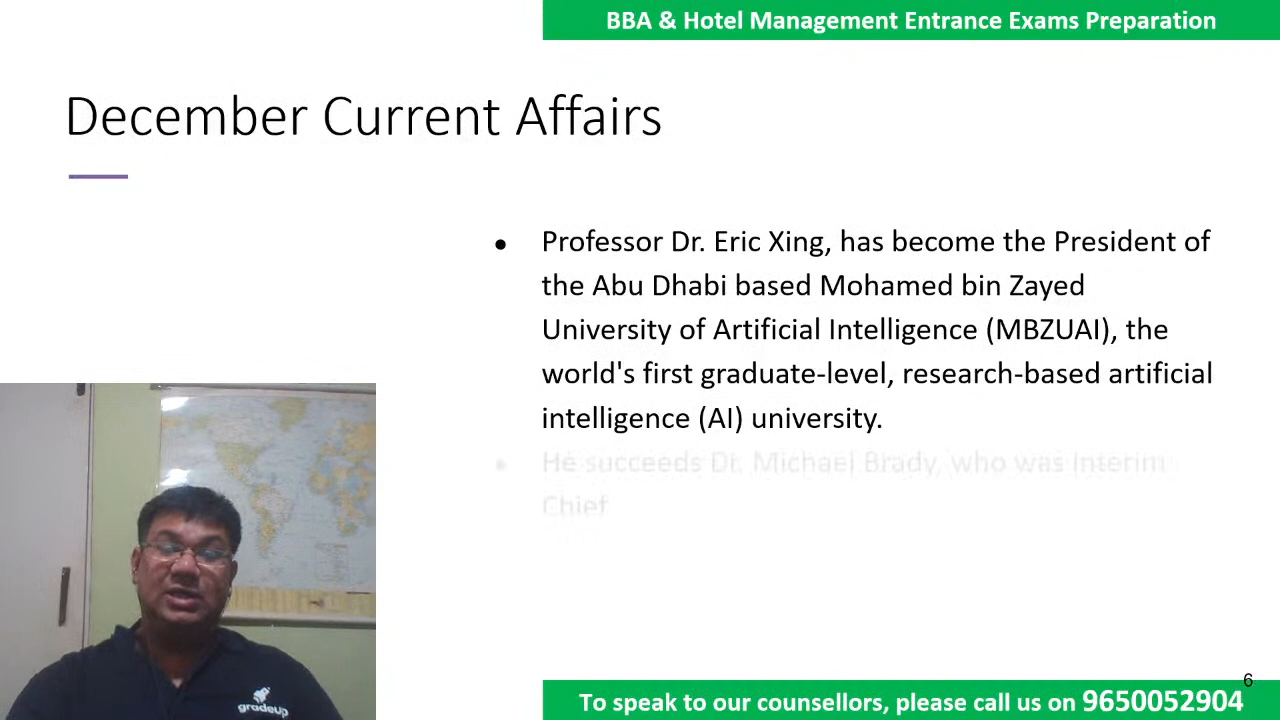 BBA & Hotel Management Entrance Exams Preparation
December Current Affairs
● Professor Dr. Eric Xing, has become the President of
the Abu Dhabi based Mohamed bin Zayed
University of Artificial Intelligence (MBZUAI), the
world's first graduate-level, research-based artificial
intelligence (AI) university.
● He succeeds Dr. Michael Brady, who was Interim
Chief
gradeup
6
To speak to our counsellors, please call us on 9650052904